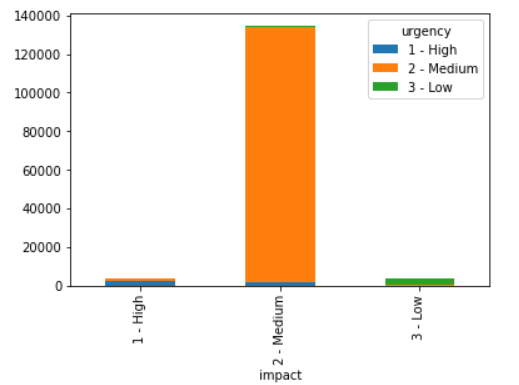 140000
120000
100000
80000
60000
40000
20000
0
urgency
1 - High
2 - Medium
3 - Low
1 - High
2 - Medium
3 - Low
impact